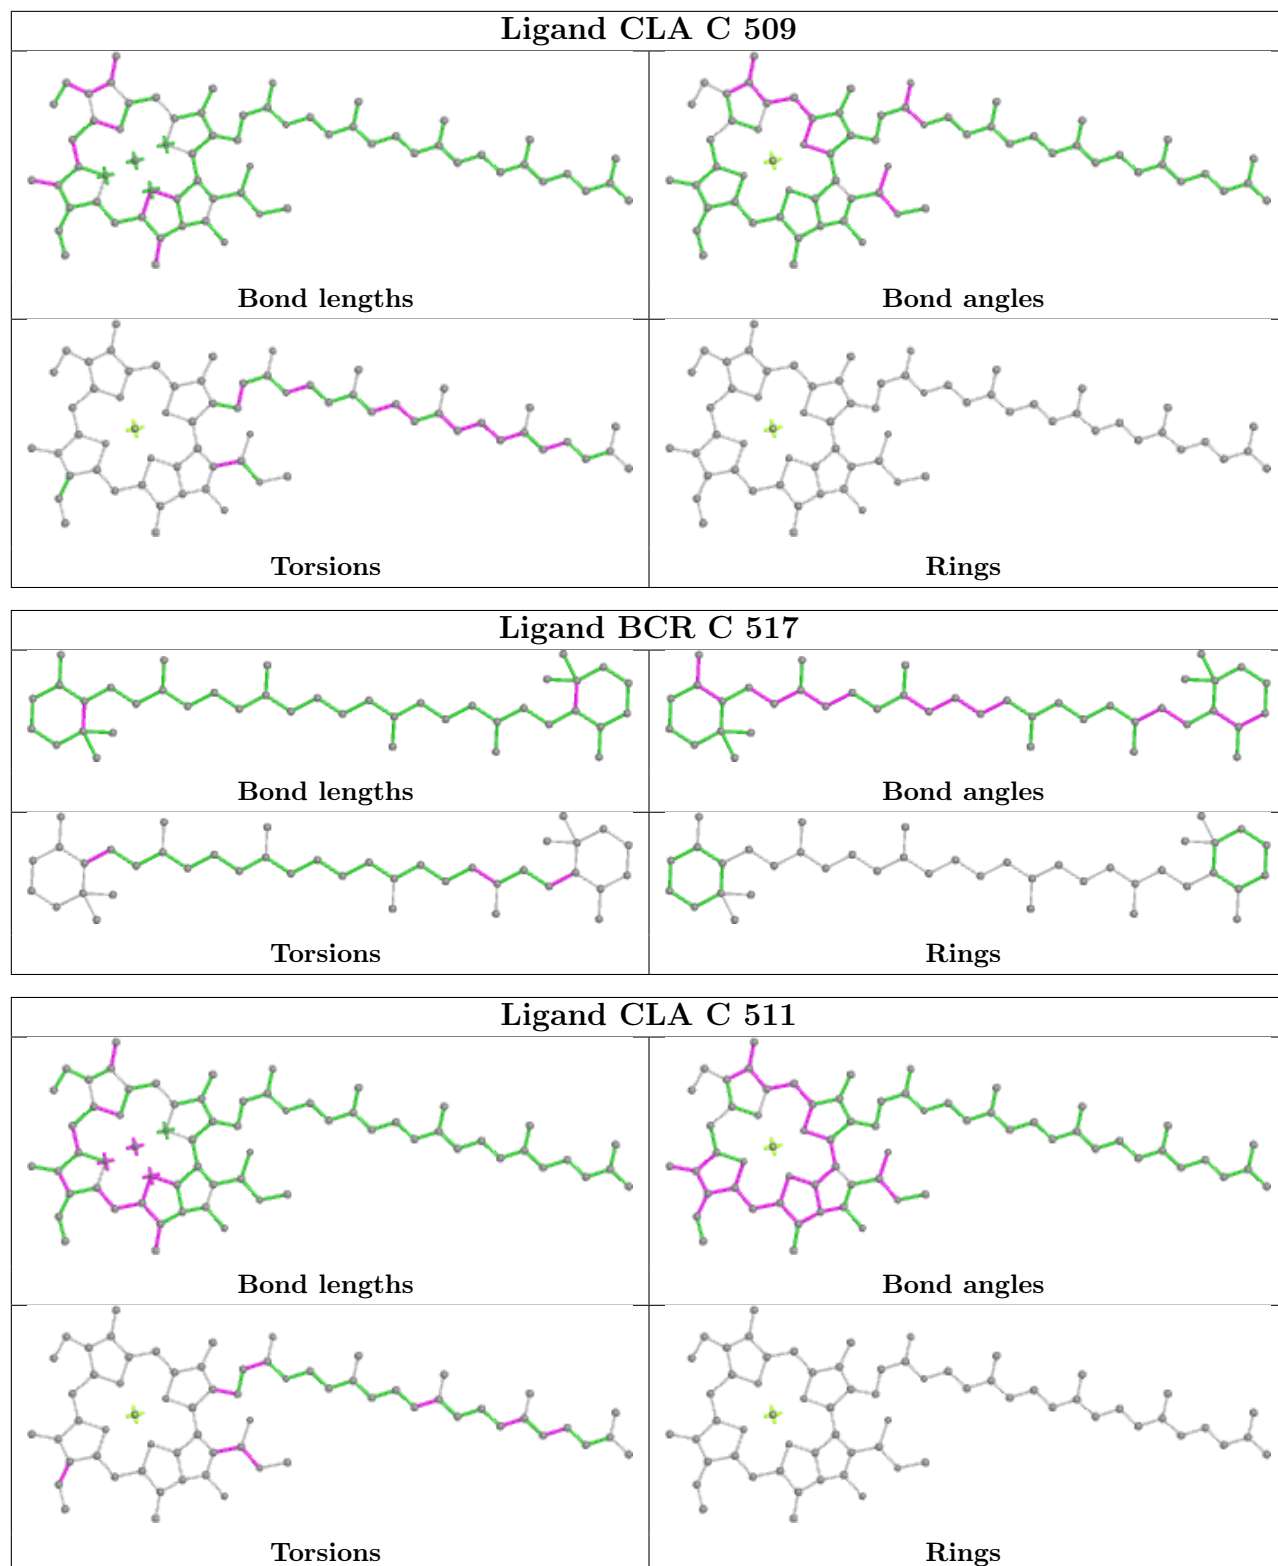 Ligand CLA C 509
Bond lengths
Bond angles
Torsions
Rings
Ligand BCR C 517
Bond lengths
Bond angles
Torsions
Rings
Ligand CLA C 511
Bond lengths
Bond angles
Torsions
Rings